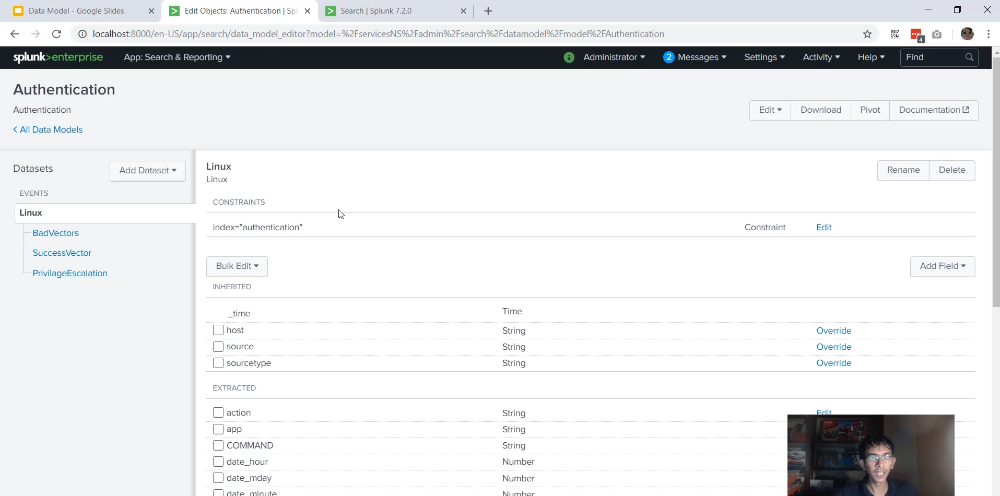 Data Model - Google Slides
Edit Objects: Authentication | Spl
Search | Splunk 7.2.0
localhost:8000/en-US/app/search/data_model_editor?model=%2FservicesNS%2Fadmin%2Fsearch%2Fdatamodel%2Fmodel%2FAuthentication
4
splunk>enterprise App: Search & Reporting
i Administrator 2 Messages Settings Activity Help Find
Authentication
Authentication
Edit Download Pivot Documentation
< All Data Models
Datasets
Add Dataset
EVENTS
Linux
BadVectors
SuccessVector
PrivilageEscalation
Linux
Linux
Rename Delete
CONSTRAINTS
index="authentication" Constraint Edit
Bulk Edit Add Field
INHERITED
_time Time
host String Override
source String Override
sourcetype String Override
EXTRACTED
action String Edit
app String
COMMAND String
date_hour Number
date_mday Number
date_minute Number